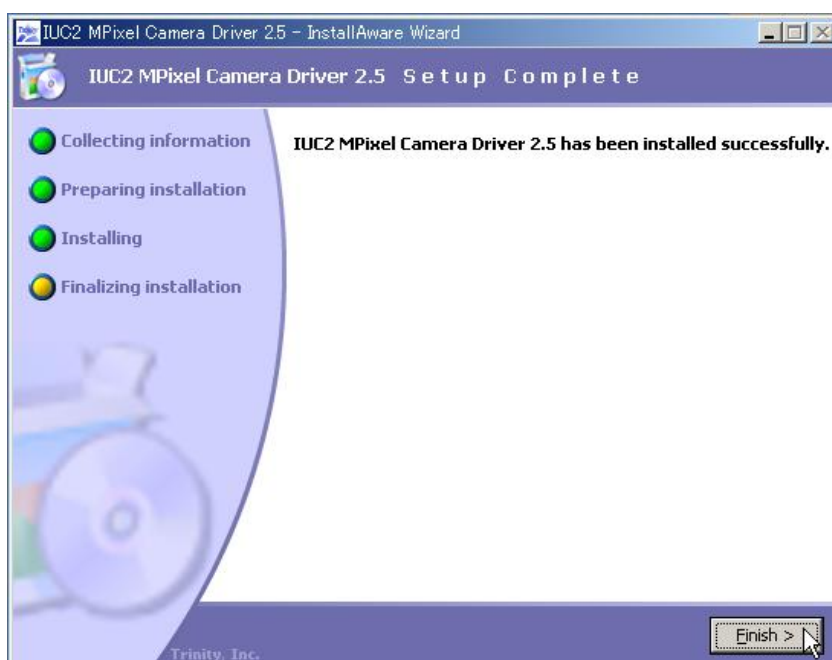 IUC2 MPixel Camera Driver 2.5 - InstallAware Wizard
IUC2 MPixel Camera Driver 2.5 Setup Complete
Collecting information
Preparing installation
Installing
Finalizing installation
IUC2 MPixel Camera Driver 2.5 has been installed successfully.
Finish >
Trinity, Inc.